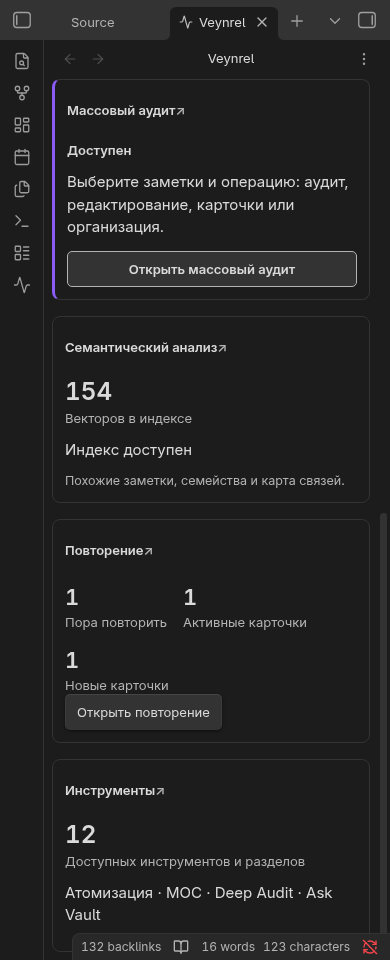 Source
Veynrel
Veynrel
Массовый аудит↗
Доступен
Выберите заметки и операцию: аудит,
редактирование, карточки или
организация.
Открыть массовый аудит
Семантический анализ↗
154
Векторов в индексе
Индекс доступен
Похожие заметки, семейства и карта связей.
Повторение↗
1
Пора повторить
1
Активные карточки
1
Новые карточки
Открыть повторение
Инструменты↗
12
Доступных инструментов и разделов
Атомизация · MOC · Deep Audit · Ask
Vault
132 backlinks 16 words 123 characters